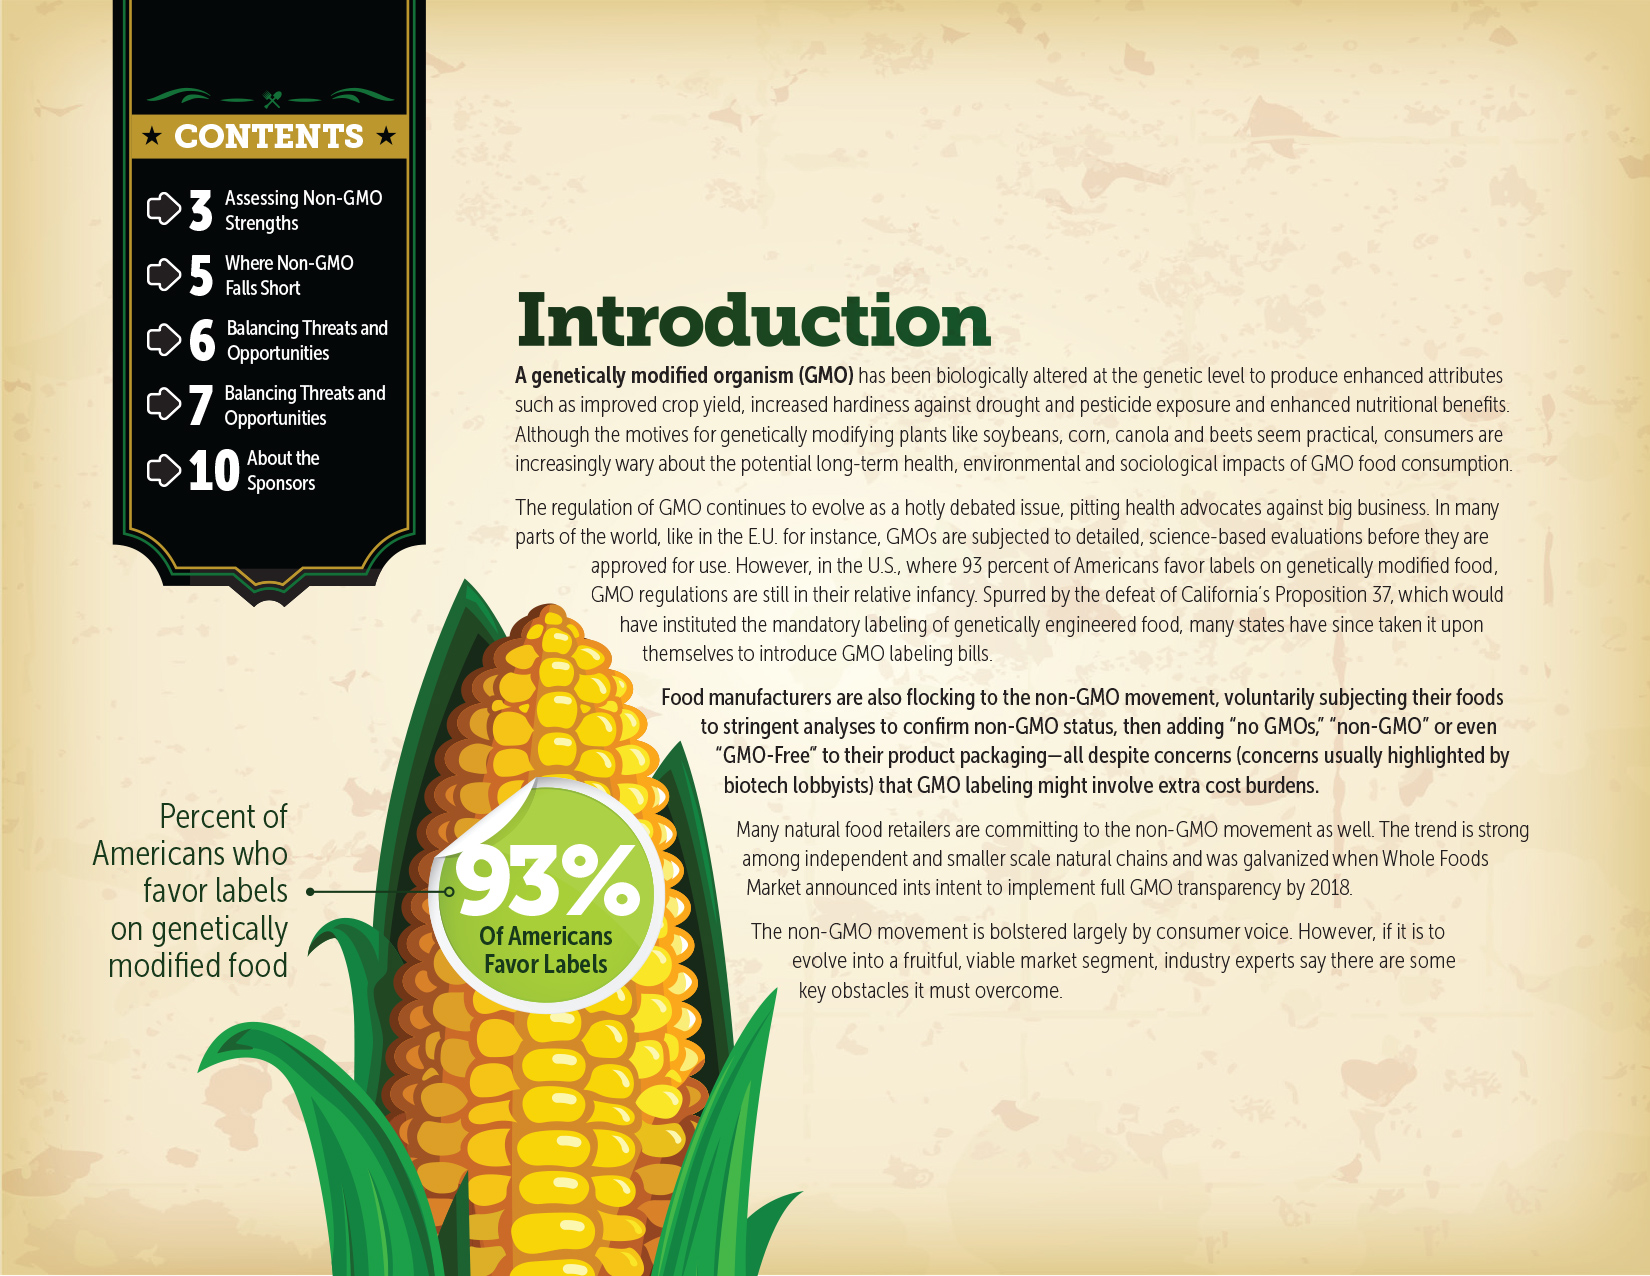 CONTENTS
3 Assessing Non-GMO
Strengths
5 Where Non-GMO
Falls Short
6 Balancing Threats and
Opportunities
7 Balancing Threats and
Opportunities
10 About the
Sponsors
Introduction
A genetically modified organism (GMO) has been biologically altered at the genetic level to produce enhanced attributes
such as improved crop yield, increased hardiness against drought and pesticide exposure and enhanced nutritional benefits.
Although the motives for genetically modifying plants like soybeans, corn, canola and beets seem practical, consumers are
increasingly wary about the potential long-term health, environmental and sociological impacts of GMO food consumption.
The regulation of GMO continues to evolve as a hotly debated issue, pitting health advocates against big business. In many
parts of the world, like in the E.U. for instance, GMOs are subjected to detailed, science-based evaluations before they are
approved for use. However, in the U.S., where 93 percent of Americans favor labels on genetically modified food,
GMO regulations are still in their relative infancy. Spurred by the defeat of California's Proposition 37, which would
have instituted the mandatory labeling of genetically engineered food, many states have since taken it upon
themselves to introduce GMO labeling bills.
Food manufacturers are also flocking to the non-GMO movement, voluntarily subjecting their foods
to stringent analyses to confirm non-GMO status, then adding “no GMOs,” “non-GMO” or even
“GMO-Free” to their product packaging—all despite concerns (concerns usually highlighted by
biotech lobbyists) that GMO labeling might involve extra cost burdens.
Many natural food retailers are committing to the non-GMO movement as well. The trend is strong
among independent and smaller scale natural chains and was galvanized when Whole Foods
Market announced ints intent to implement full GMO transparency by 2018.
The non-GMO movement is bolstered largely by consumer voice. However, if it is to
evolve into a fruitful, viable market segment, industry experts say there are some
key obstacles it must overcome.
Percent of
Americans who
favor labels
on genetically
modified food
93%
Of Americans
Favor Labels